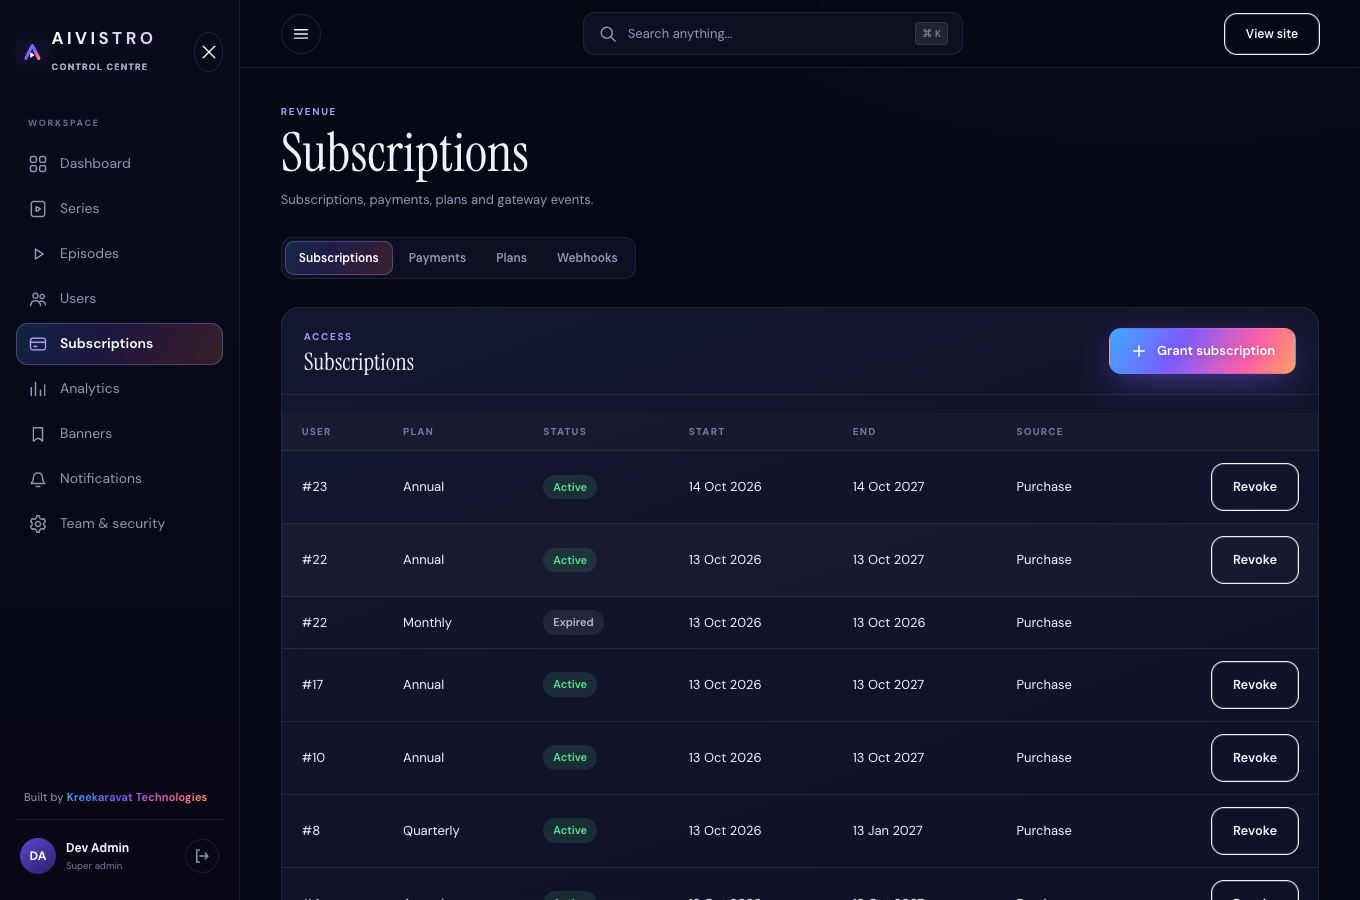 AIVISTRO
CONTROL CENTRE
Search anything...
⌘ K
View site
WORKSPACE
Dashboard
Series
Episodes
Users
Subscriptions
Analytics
Banners
Notifications
Team & security
Built by Kreekaravat Technologies
DA
Dev Admin
Super admin
REVENUE
Subscriptions
Subscriptions, payments, plans and gateway events.
Subscriptions Payments Plans Webhooks
ACCESS
Subscriptions
Grant subscription
USER PLAN STATUS START END SOURCE
#23 Annual Active 14 Oct 2026 14 Oct 2027 Purchase Revoke
#22 Annual Active 13 Oct 2026 13 Oct 2027 Purchase Revoke
#22 Monthly Expired 13 Oct 2026 13 Oct 2026 Purchase
#17 Annual Active 13 Oct 2026 13 Oct 2027 Purchase Revoke
#10 Annual Active 13 Oct 2026 13 Oct 2027 Purchase Revoke
#8 Quarterly Active 13 Oct 2026 13 Jan 2027 Purchase Revoke